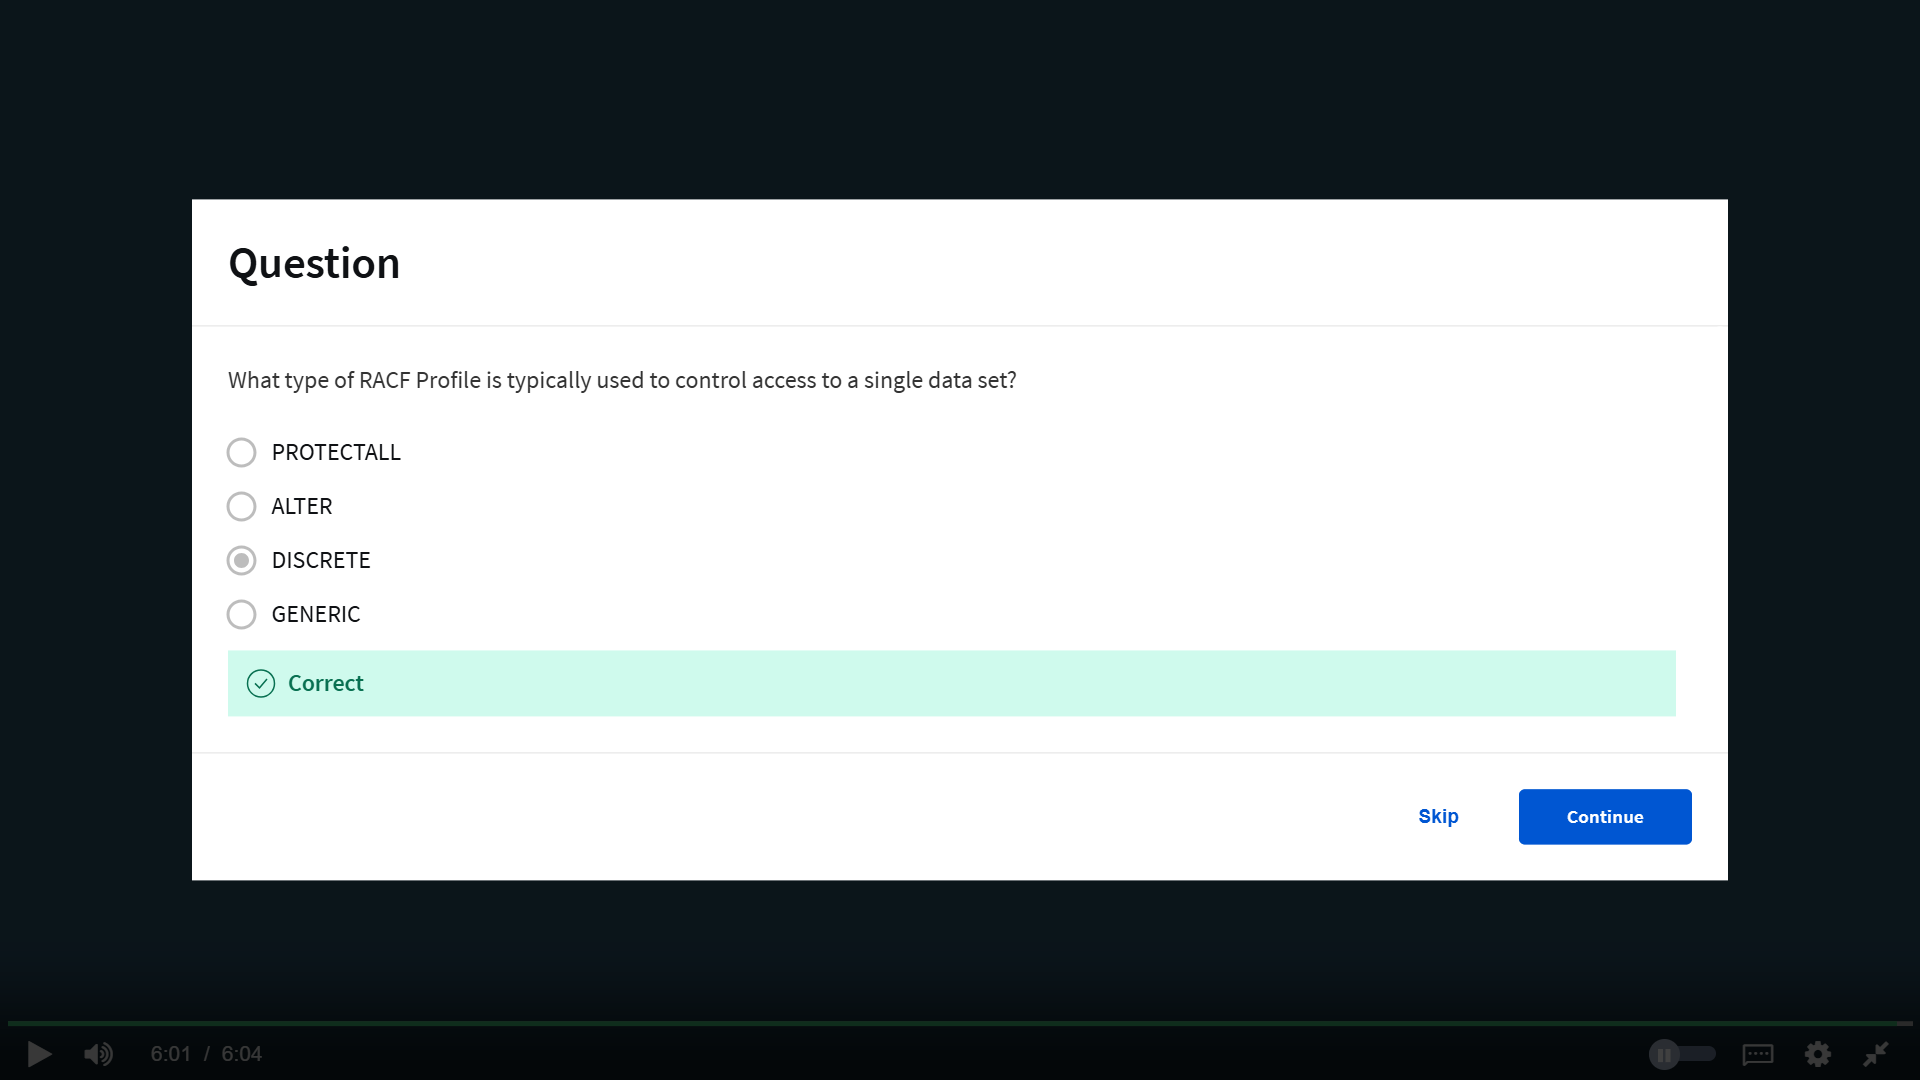 Question
What type of RACF Profile is typically used to control access to a single data set?
PROTECTALL
ALTER
DISCRETE
GENERIC
Correct
Skip
Continue
6:01 / 6:04